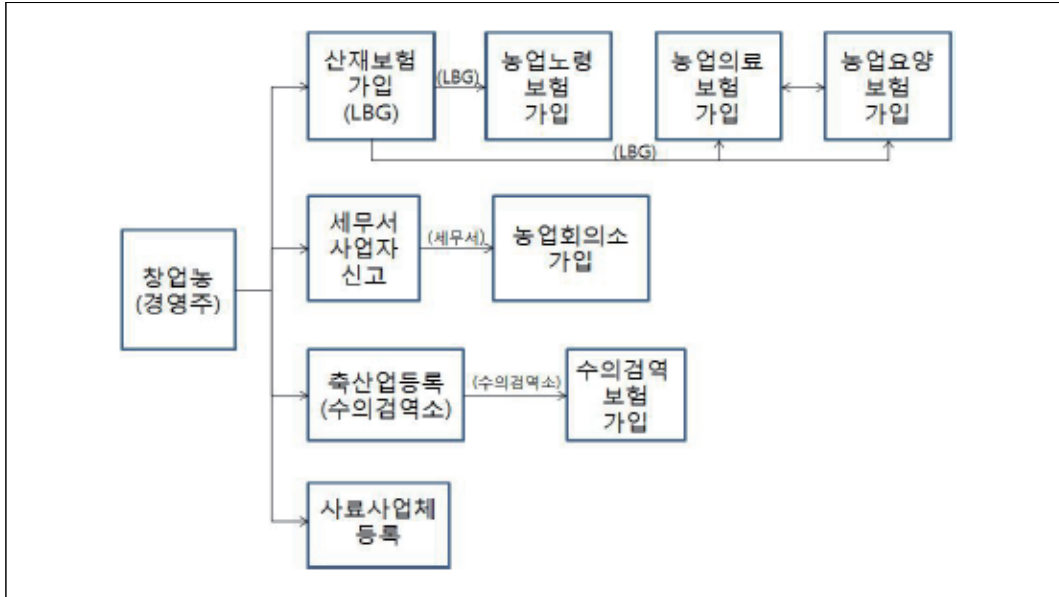 산재보험
가입
(LBG)
(LBG)
농업노령
보험
가입
농업의료
보험
가입
농업요양
보험
가입
(LBG)
세무서
사업자
신고
(세무서)
농업회의소
가입
창업농
(경영주)
축산업등록
(수의검역소)
(수의검역소)
수의검역
보험
가입
사료사업체
등록